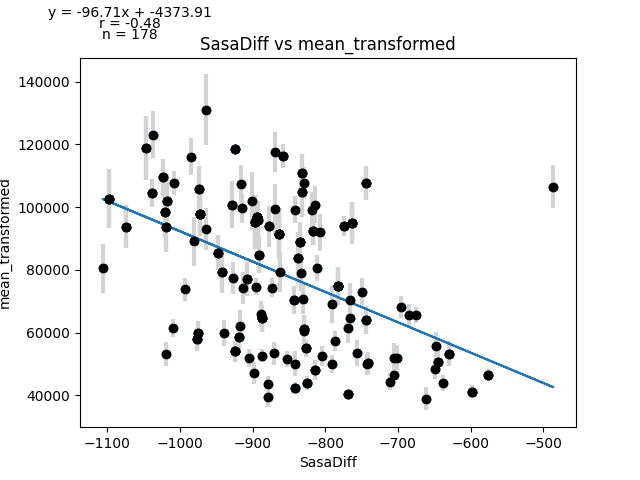 y = -96.71x + -4373.91
r = -0.48
n = 178
SasaDiff vs mean_transformed
140000
120000
100000
80000
60000
40000
mean_transformed
−1100 −1000 −900 −800 −700 −600 −500
SasaDiff